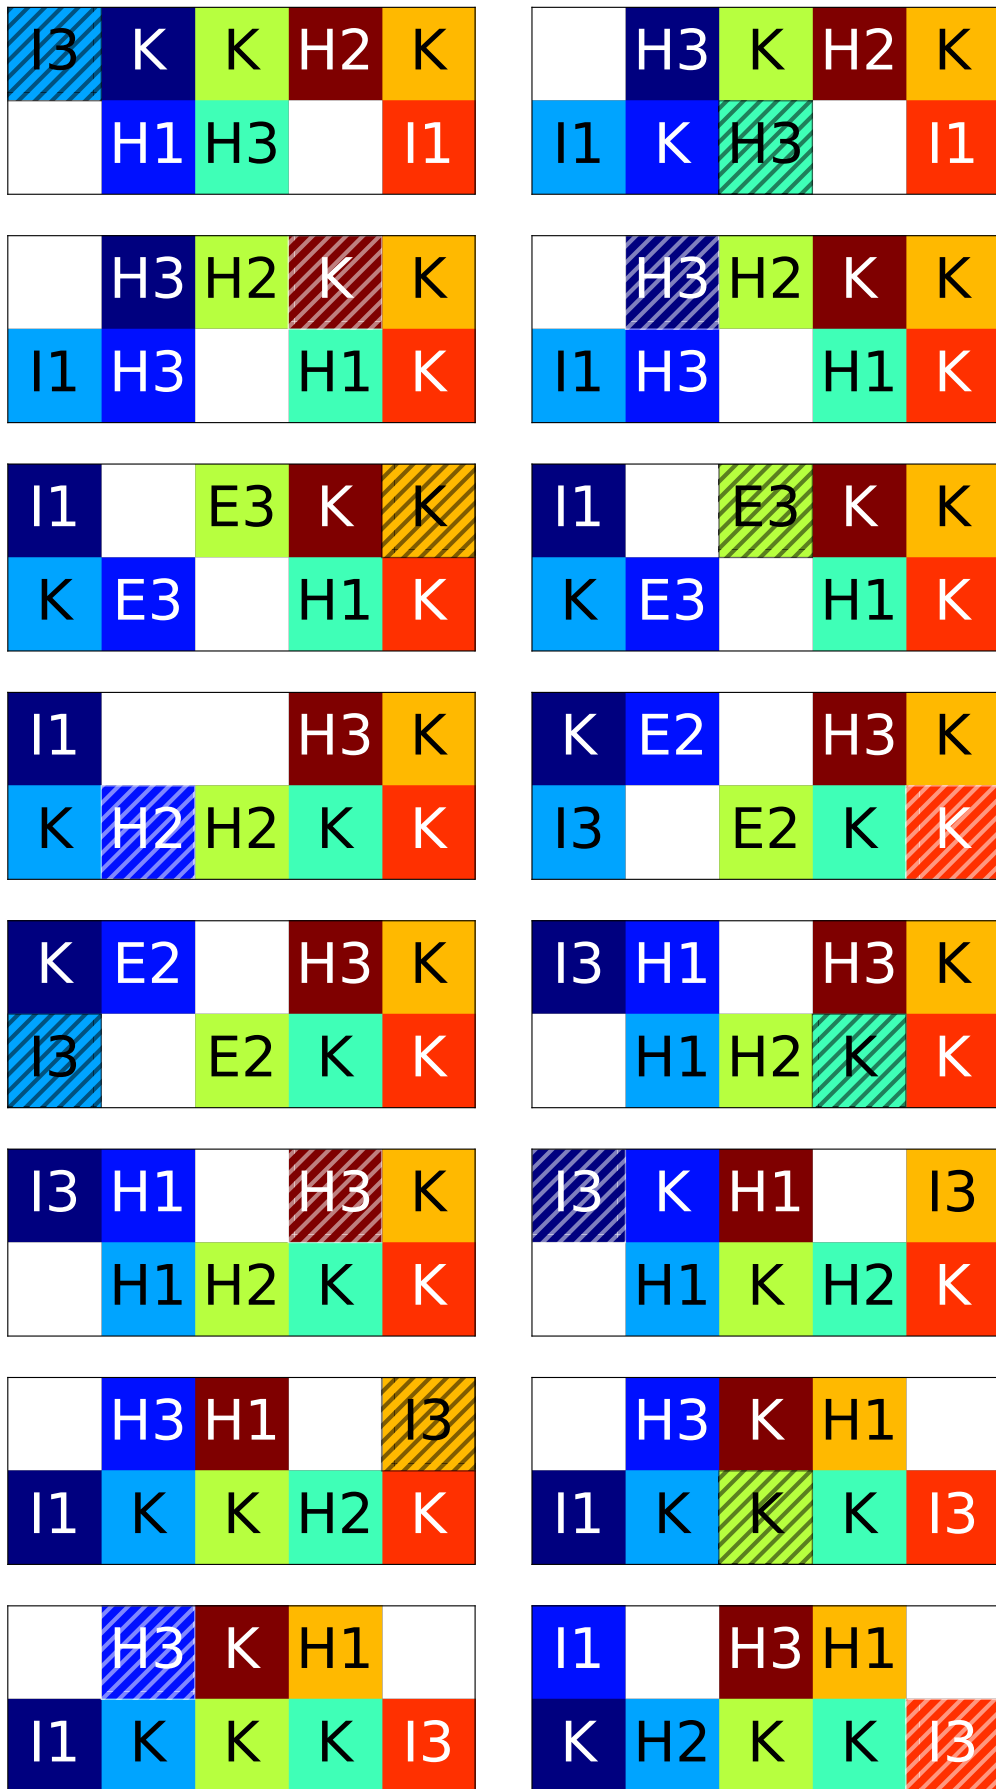 I3 K K H2 K
H1 H3 I1
H3 K H2 K
I1 K H3 I1
H3 H2 K K
I1 H3 H1 K
H3 H2 K K
I1 H3 H1 K
I1 E3 K K
K E3 H1 K
I1 E3 K K
K E3 H1 K
I1 H3 K
K H2 H2 K K
K E2 H3 K
I3 E2 K K
K E2 H3 K
I3 E2 K K
I3 H1 H3 K
H1 H2 K K
I3 H1 H3 K
H1 H2 K K
I3 K H1 I3
H1 K H2 K
H3 H1 I3
I1 K K H2 K
H3 K H1
I1 K K K I3
H3 K H1
I1 K K K I3
I1 H3 H1
K H2 K K I3